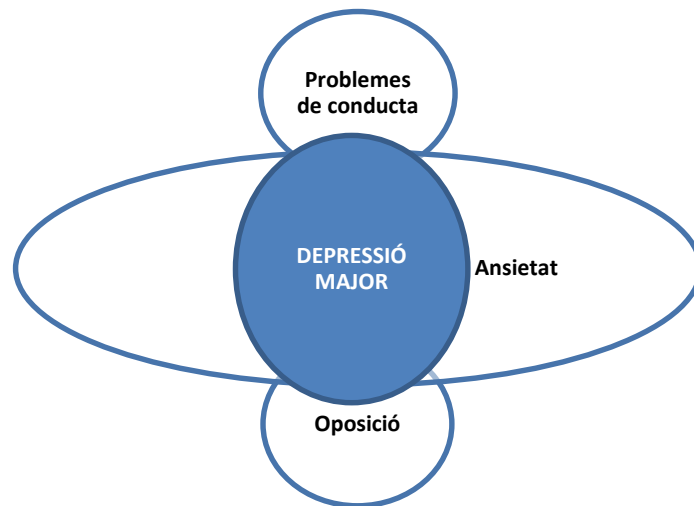 Problemes
de conducta
DEPRESSIÓ
MAJOR
Ansietat
Oposició